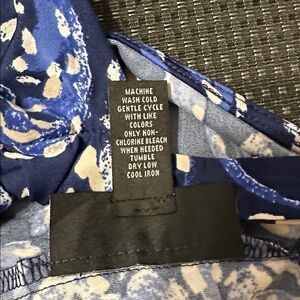 MACHINE
WASH COLD
GENTLE CYCLE
WITH LIKE
COLORS
ONLY NON-
CHLORINE BLEACH
WHEN NEEDED
TUMBLE
DRY LOW
COOL IRON